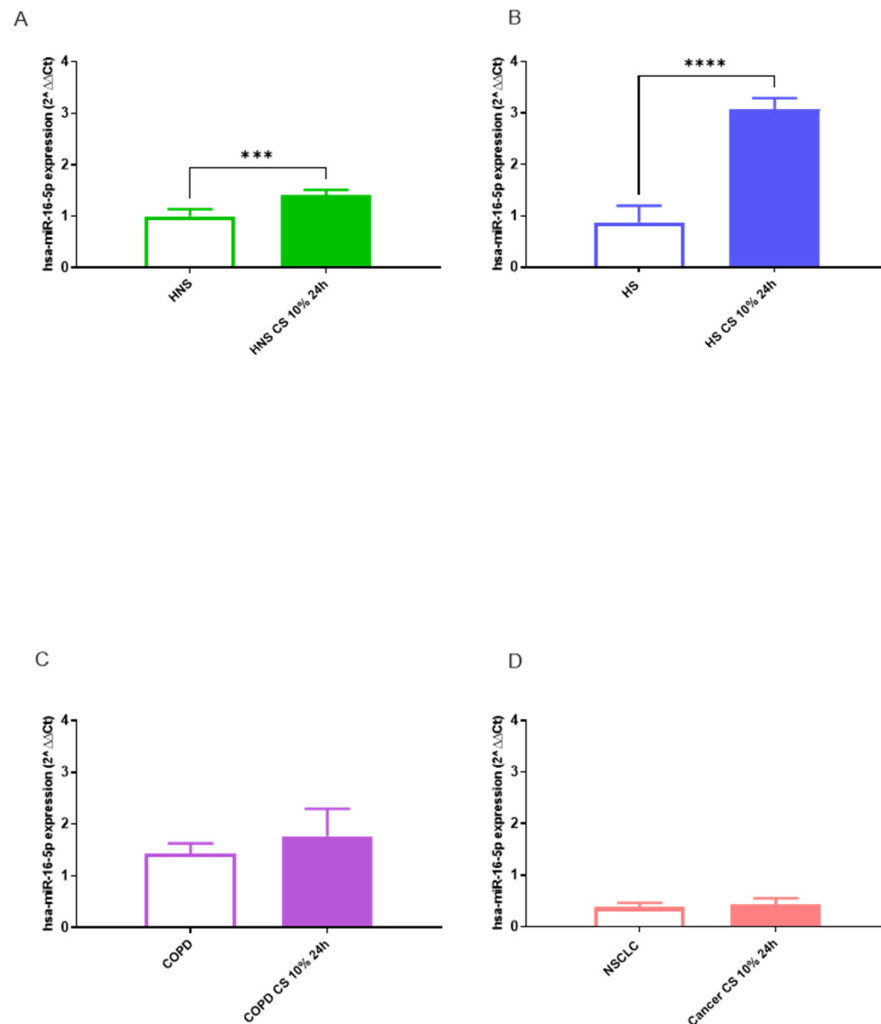 A
hsa-miR-16-5p expression (2^ΔΔCt)
4
3
2
1
0
***
HNS
HNS CS 10% 24h
B
hsa-miR-16-5p expression (2^ΔΔCt)
4
3
2
1
0
****
HS
HS CS 10% 24h
C
hsa-miR-16-5p expression (2^ΔΔCt)
4
3
2
1
0
COPD
COPD CS 10% 24h
D
hsa-miR-16-5p expression (2^ΔΔCt)
4
3
2
1
0
NSCLC
Cancer CS 10% 24h